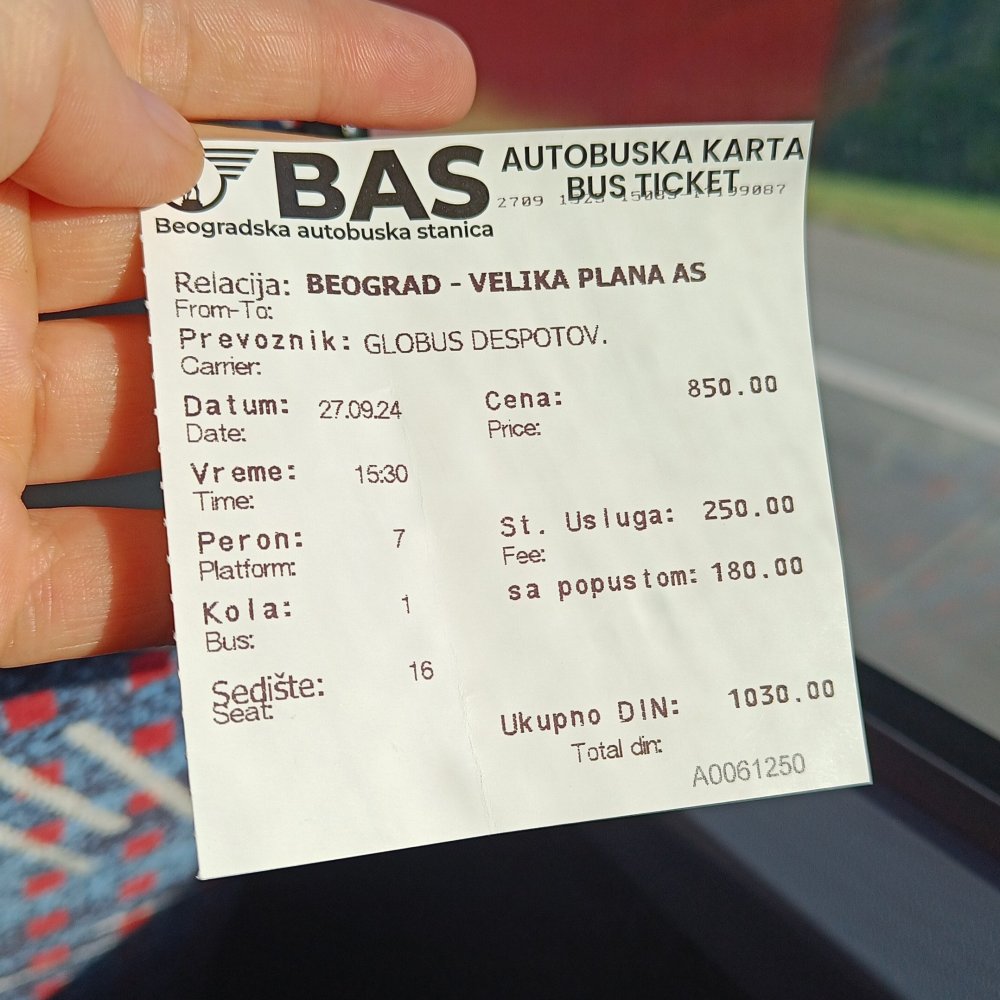 BAS
Beogradska autobuska stanica
AUTOBUSKA KARTA
BUS TICKET
2709
Relacija: BEOGRAD - VELIKA PLANA AS
From-To:
Prevoznik: GLOBUS DESPOTOV.
Carrier:
Datum: 27.09.24
Date:
Vreme: 15:30
Time:
Peron: 7
Platform:
Kola: 1
Bus:
Sedište: 16
Seat:
Cena: 850.00
Price:
St. Usluga: 250.00
Fee:
sa popustom: 180.00
Ukupno DIN: 1030.00
Total din:
A0061250